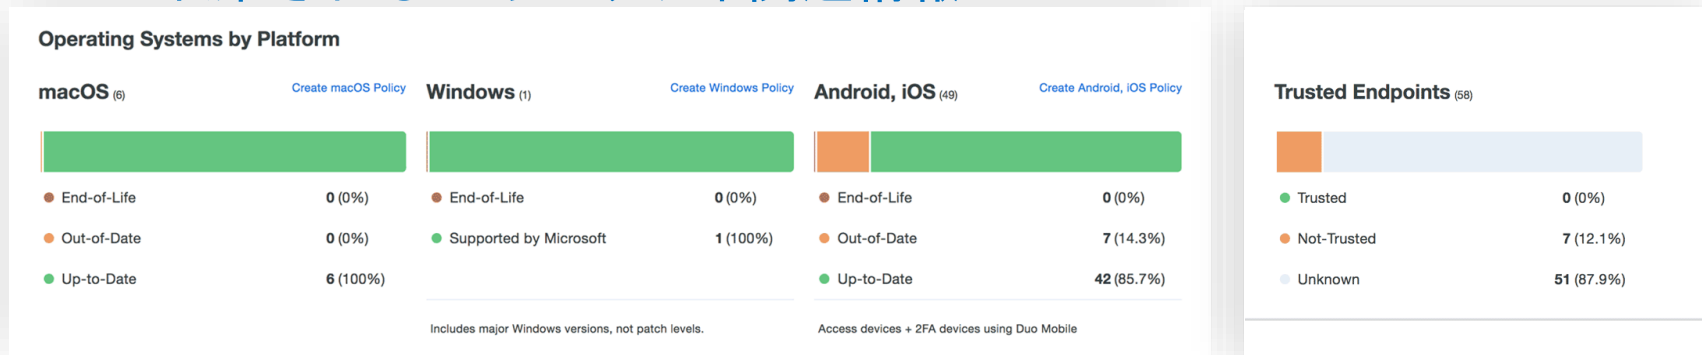 Operating Systems by Platform
macOS (6) Create macOS Policy
End-of-Life 0 (0%)
Out-of-Date 0 (0%)
Up-to-Date 6 (100%)
Windows (1) Create Windows Policy
End-of-Life 0 (0%)
Supported by Microsoft 1 (100%)
Includes major Windows versions, not patch levels.
Android, iOS (49) Create Android, iOS Policy
End-of-Life 0 (0%)
Out-of-Date 7 (14.3%)
Up-to-Date 42 (85.7%)
Access devices + 2FA devices using Duo Mobile
Trusted Endpoints (58)
Trusted 0 (0%)
Not-Trusted 7 (12.1%)
Unknown 51 (87.9%)